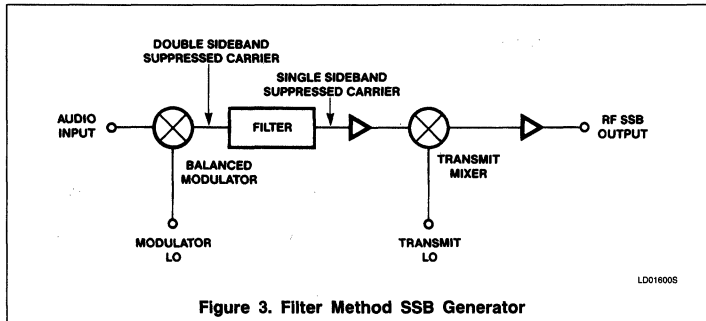 DOUBLE SIDEBAND
SUPPRESSED CARRIER
SINGLE SIDEBAND
SUPPRESSED CARRIER
AUDIO
INPUT
FILTER
RF SSB
OUTPUT
BALANCED
MODULATOR
TRANSMIT
MIXER
MODULATOR
LO
TRANSMIT
LO
LD01600S
Figure 3. Filter Method SSB Generator